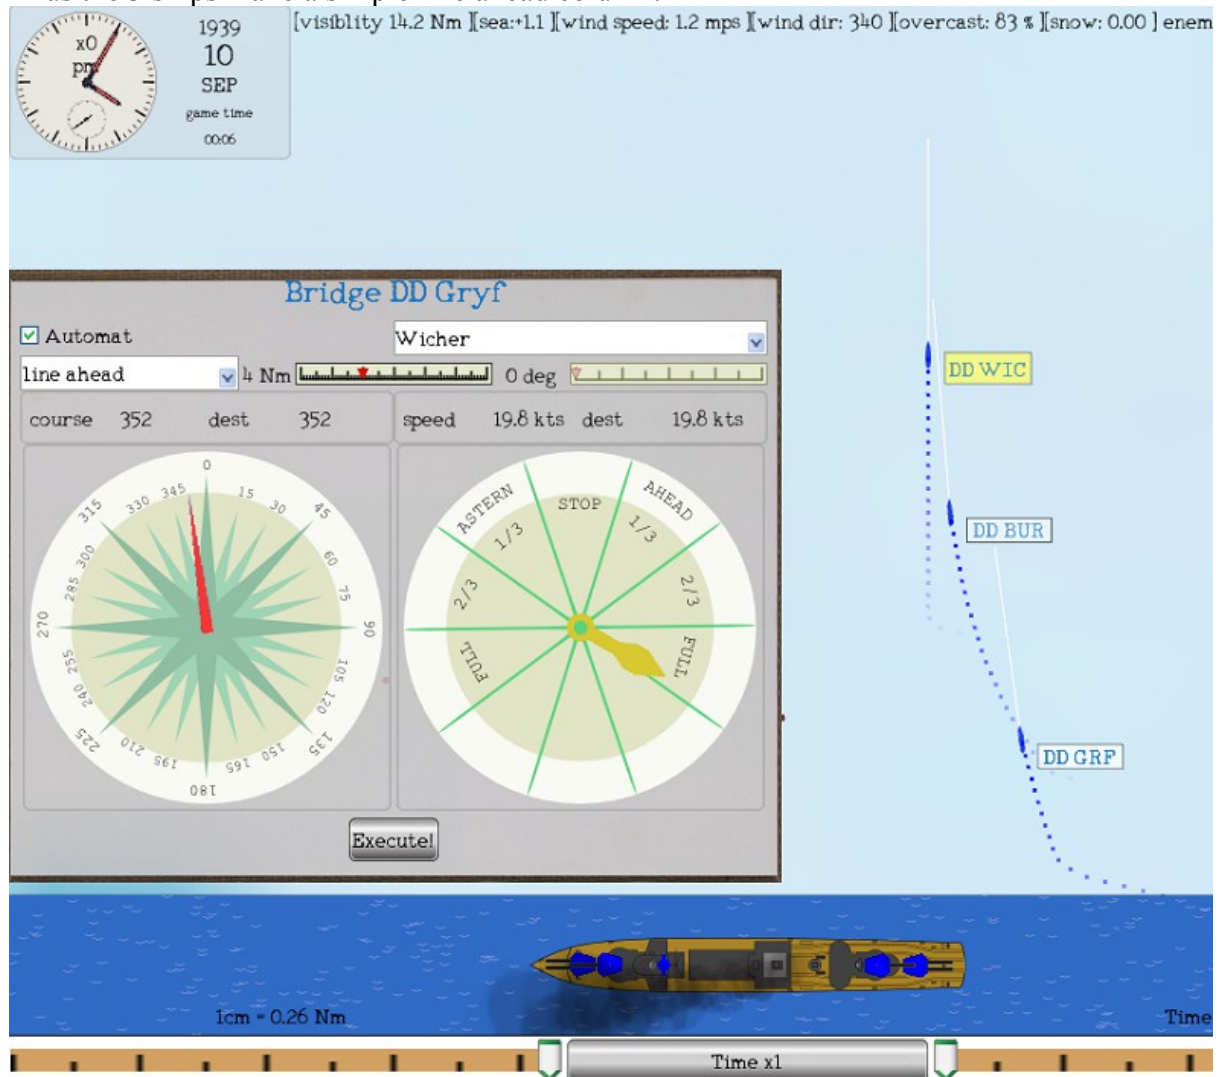 1939
[visiblity 14.2 Nm ][sea:+1.1 ][wind speed: 1.2 mps ][wind dir: 340 ][overcast: 83 % ][snow: 0.00 ] enem
x0
pm
10
SEP
game time
00:06
Bridge DD Gryf
Automat
Wicher
line ahead
4 Nm
0 deg
course 352 dest 352
speed 19.8 kts dest 19.8 kts
0
15
30
45
60
75
90
105
120
135
150
165
180
195
210
225
240
255
270
285
300
315
330
345
ASTERN
STOP
AHEAD
1/3
1/3
2/3
2/3
FULL
FULL
Execute!
DD WIC
DD BUR
DD GRF
1cm = 0,26 Nm
Time
Time x1